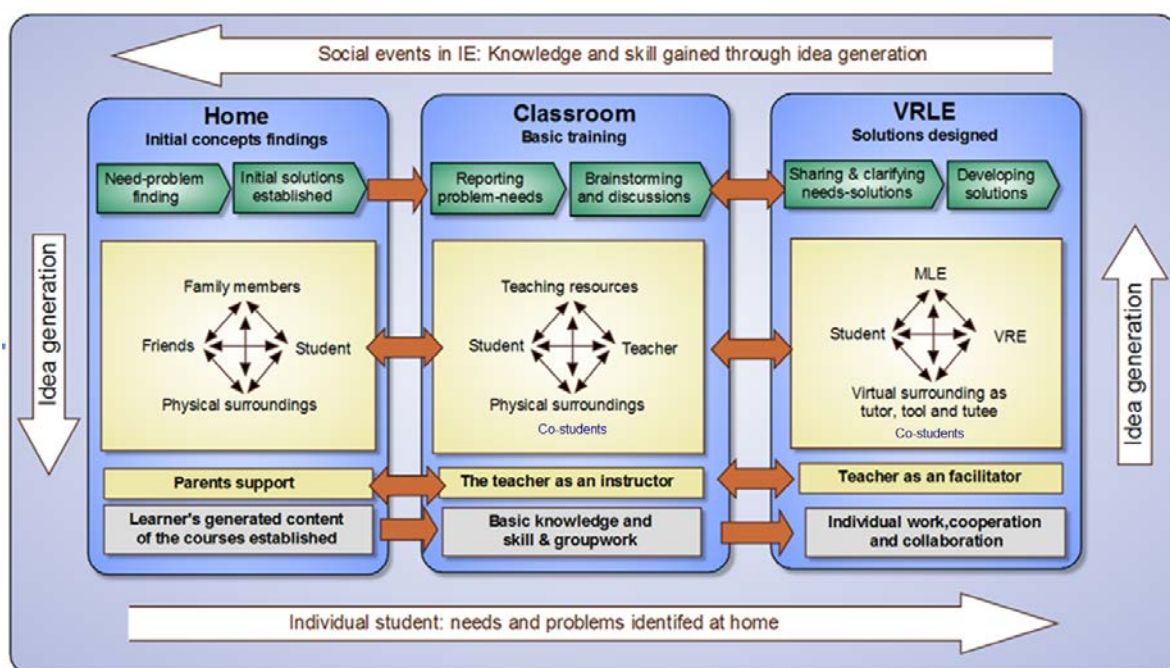 Social events in IE: Knowledge and skill gained through idea generation
Home
Initial concepts findings
Need-problem
finding
Initial solutions
established
Family members
Friends
Student
Physical surroundings
Parents support
Learner's generated content
of the courses established
Classroom
Basic training
Reporting
problem-needs
Brainstorming
and discussions
Teaching resources
Student
Teacher
Physical surroundings
Co-students
The teacher as an instructor
Basic knowledge and
skill & groupwork
VRLE
Solutions designed
Sharing & clarifying
needs-solutions
Developing
solutions
MLE
Student
VRE
Virtual surrounding as
tutor, tool and tutee
Co-students
Teacher as an facilitator
Individual work,cooperation
and collaboration
Idea generation
Idea generation
Individual student: needs and problems identifed at home